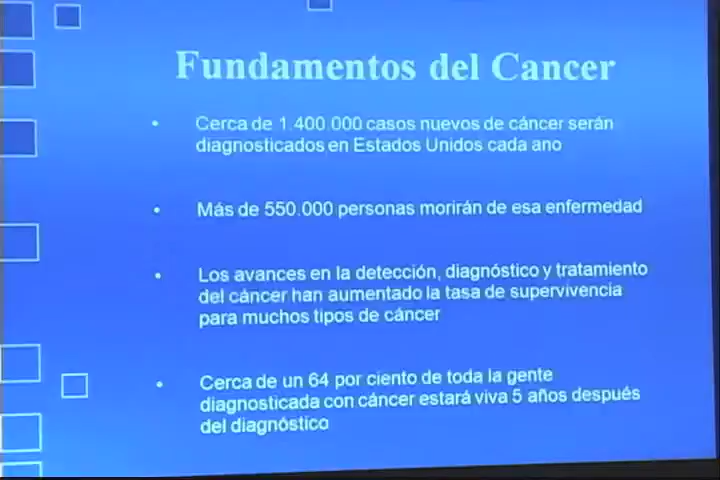 Fundamentos del Cancer
• Cerca de 1.400.000 casos nuevos de cáncer serán
diagnosticados en Estados Unidos cada ano
• Más de 550.000 personas morirán de esa enfermedad
• Los avances en la detección, diagnóstico y tratamiento
del cáncer han aumentado la tasa de supervivencia
para muchos tipos de cáncer
• Cerca de un 64 por ciento de toda la gente
diagnosticada con cáncer estará viva 5 años después
del diagnóstico